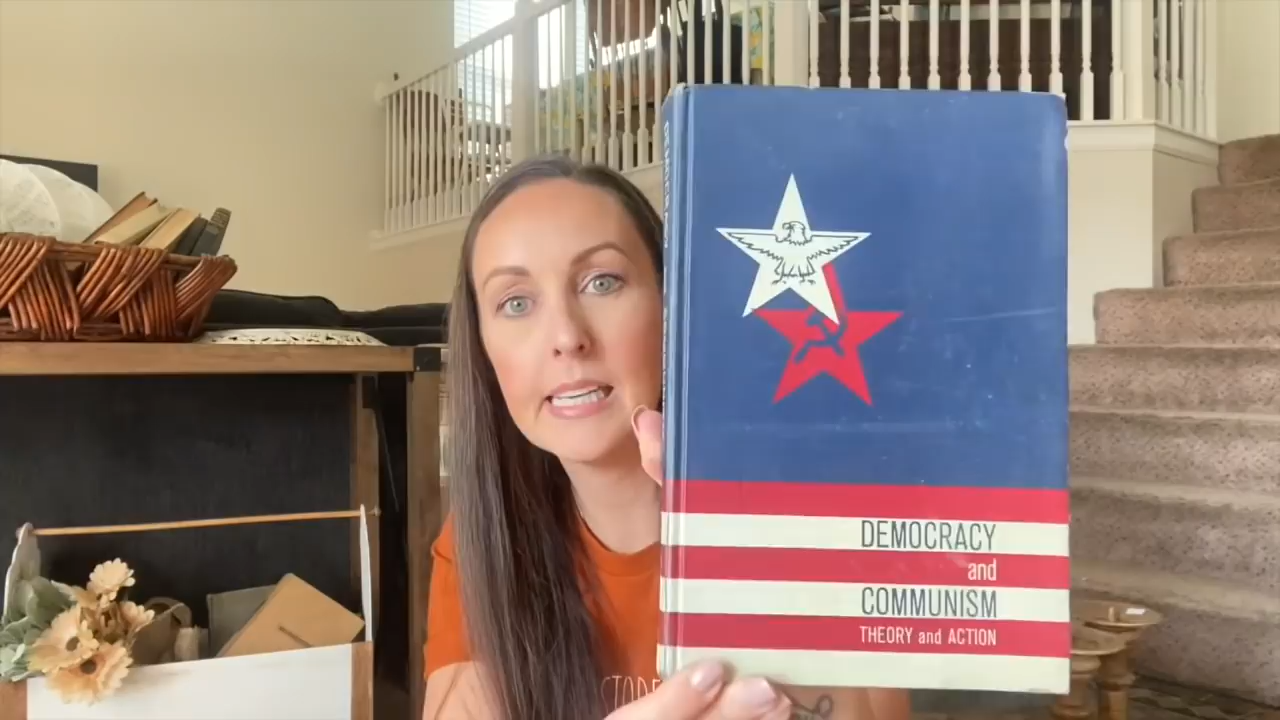 DEMOCRACY
and
COMMUNISM
THEORY and ACTION